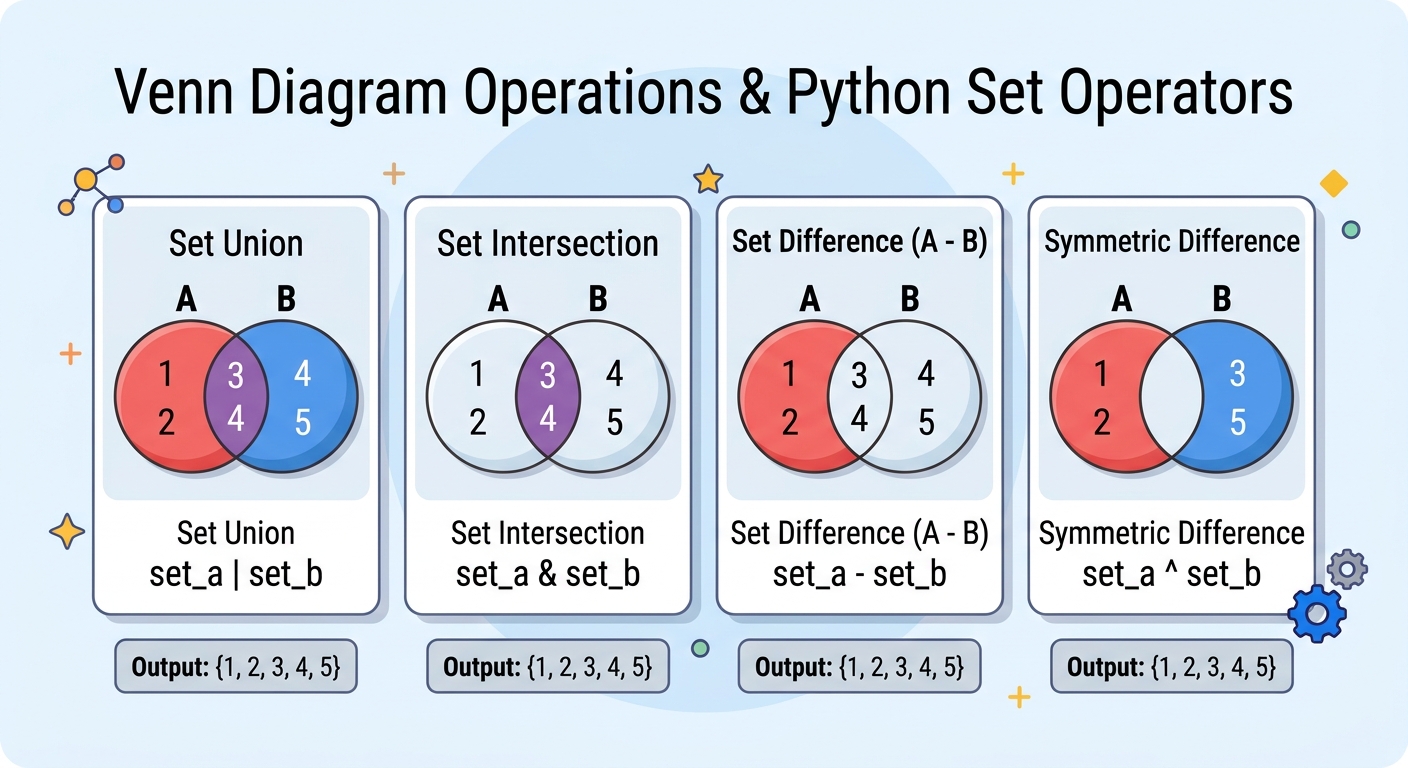 Venn Diagram Operations & Python Set Operators
Set Union
A B
1 3 4
2 4 5
Set Union
set_a | set_b
Output: {1, 2, 3, 4, 5}
Set Intersection
A B
1 3 4
2 4 5
Set Intersection
set_a & set_b
Output: {1, 2, 3, 4, 5}
Set Difference (A - B)
A B
1 3 4
2 4 5
Set Difference (A - B)
set_a - set_b
Output: {1, 2, 3, 4, 5}
Symmetric Difference
A B
1 3
2 5
Symmetric Difference
set_a ^ set_b
Output: {1, 2, 3, 4, 5}